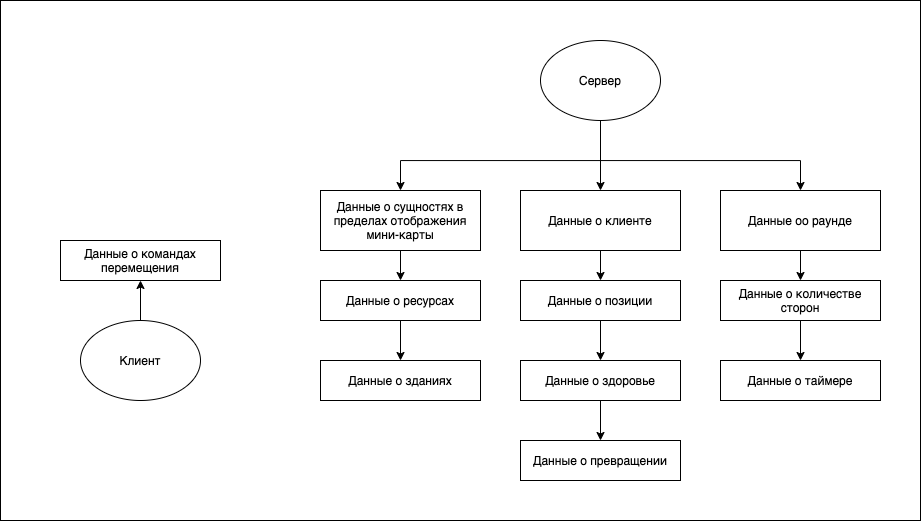 Сервер
Данные о сущностях в
пределах отображения
мини-карты
Данные о клиенте
Данные оо раунде
Данные о командах
перемещения
Данные о ресурсах
Данные о позиции
Данные о количестве
сторон
Клиент
Данные о зданиях
Данные о здоровье
Данные о таймере
Данные о превращении